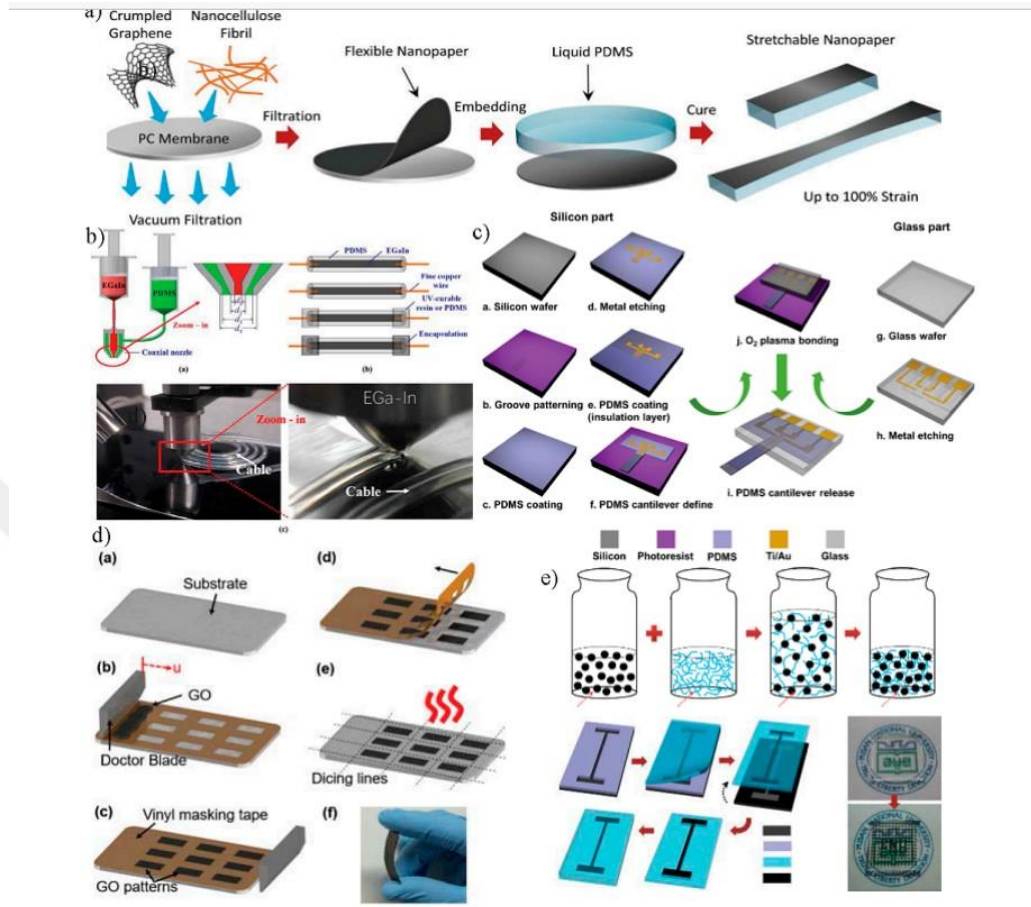 a)
Crumpled
Graphene
Nanocellulose
Fibril
b)
PC Membrane
Vacuum Filtration
Filtration
Flexible Nanopaper
Embedding
Liquid PDMS
Cure
Stretchable Nanopaper
Up to 100% Strain
b)
EGaIn
PDMS
Zoom - in
Coaxial nozzle
(a)
PDMS
EGaIn
Fine copper
wire
UV-curable
resin or PDMS
Encapsulation
(b)
Zoom - in
Cable
EGa-In
Cable
(c)
c)
Silicon part
Glass part
a. Silicon wafer
d. Metal etching
j. O₂ plasma bonding
g. Glass wafer
b. Groove patterning
e. PDMS coating
(insulation layer)
h. Metal etching
c. PDMS coating
f. PDMS cantilever define
i. PDMS cantilever release
Silicon
Photoresist
PDMS
Ti/Au
Glass
d)
(a)
Substrate
(b)
u
GO
Doctor Blade
(c)
Vinyl masking tape
GO patterns
(d)
(e)
Dicing lines
(f)
e)
NATIONAL
NATIONAL